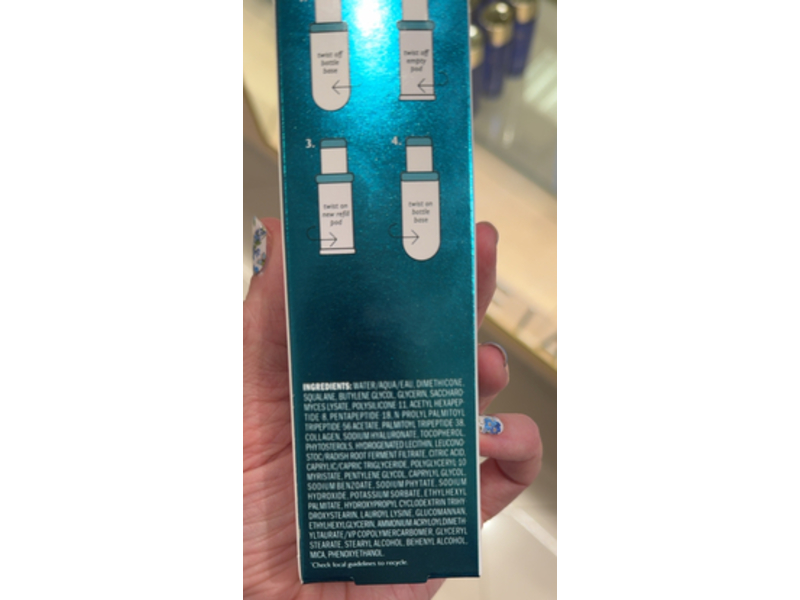 twist off
bottle
base
twist off
empty
pod
3.
4.
twist on
new refill
pod
twist on
bottle
base
INGREDIENTS: WATER/AQUA/EAU, DIMETHICONE,
SQUALANE, BUTYLENE GLYCOL, GLYCERIN, SACCHARO-
MYCES LYSATE, POLYSILICONE 11, ACETYL HEXAPEP-
TIDE 8, PENTAPEPTIDE 18, N PROLYL PALMITOYL
TRIPEPTIDE-56 ACETATE, PALMITOYL TRIPEPTIDE 38,
COLLAGEN, SODIUM HYALURONATE, TOCOPHEROL,
PHYTOSTEROLS, HYDROGENATED LECITHIN, LEUCONO-
STOC/RADISH ROOT FERMENT FILTRATE, CITRIC ACID,
CAPRYLIC/CAPRIC TRIGLYCERIDE, POLYGLYCERYL 10
MYRISTATE, PENTYLENE GLYCOL, CAPRYLYL GLYCOL,
SODIUM BENZOATE, SODIUM PHYTATE, SODIUM
HYDROXIDE, POTASSIUM SORBATE, ETHYLHEXYL
PALMITATE, HYDROXYPROPYL CYCLODEXTRIN TRIHY-
DROXYSTEARIN, LAUROYL LYSINE, GLUCOMANNAN
ETHYLHEXYLGLYCERIN, AMMONIUM ACRYLOYLDIMETH-
YLTAURATE/VP COPOLYMER CARBOMER, GLYCERYL
STEARATE, STEARYL ALCOHOL, BEHENYL ALCOHOL,
MICA, PHENOXYETHANOL.
*Check local guidelines to recycle.